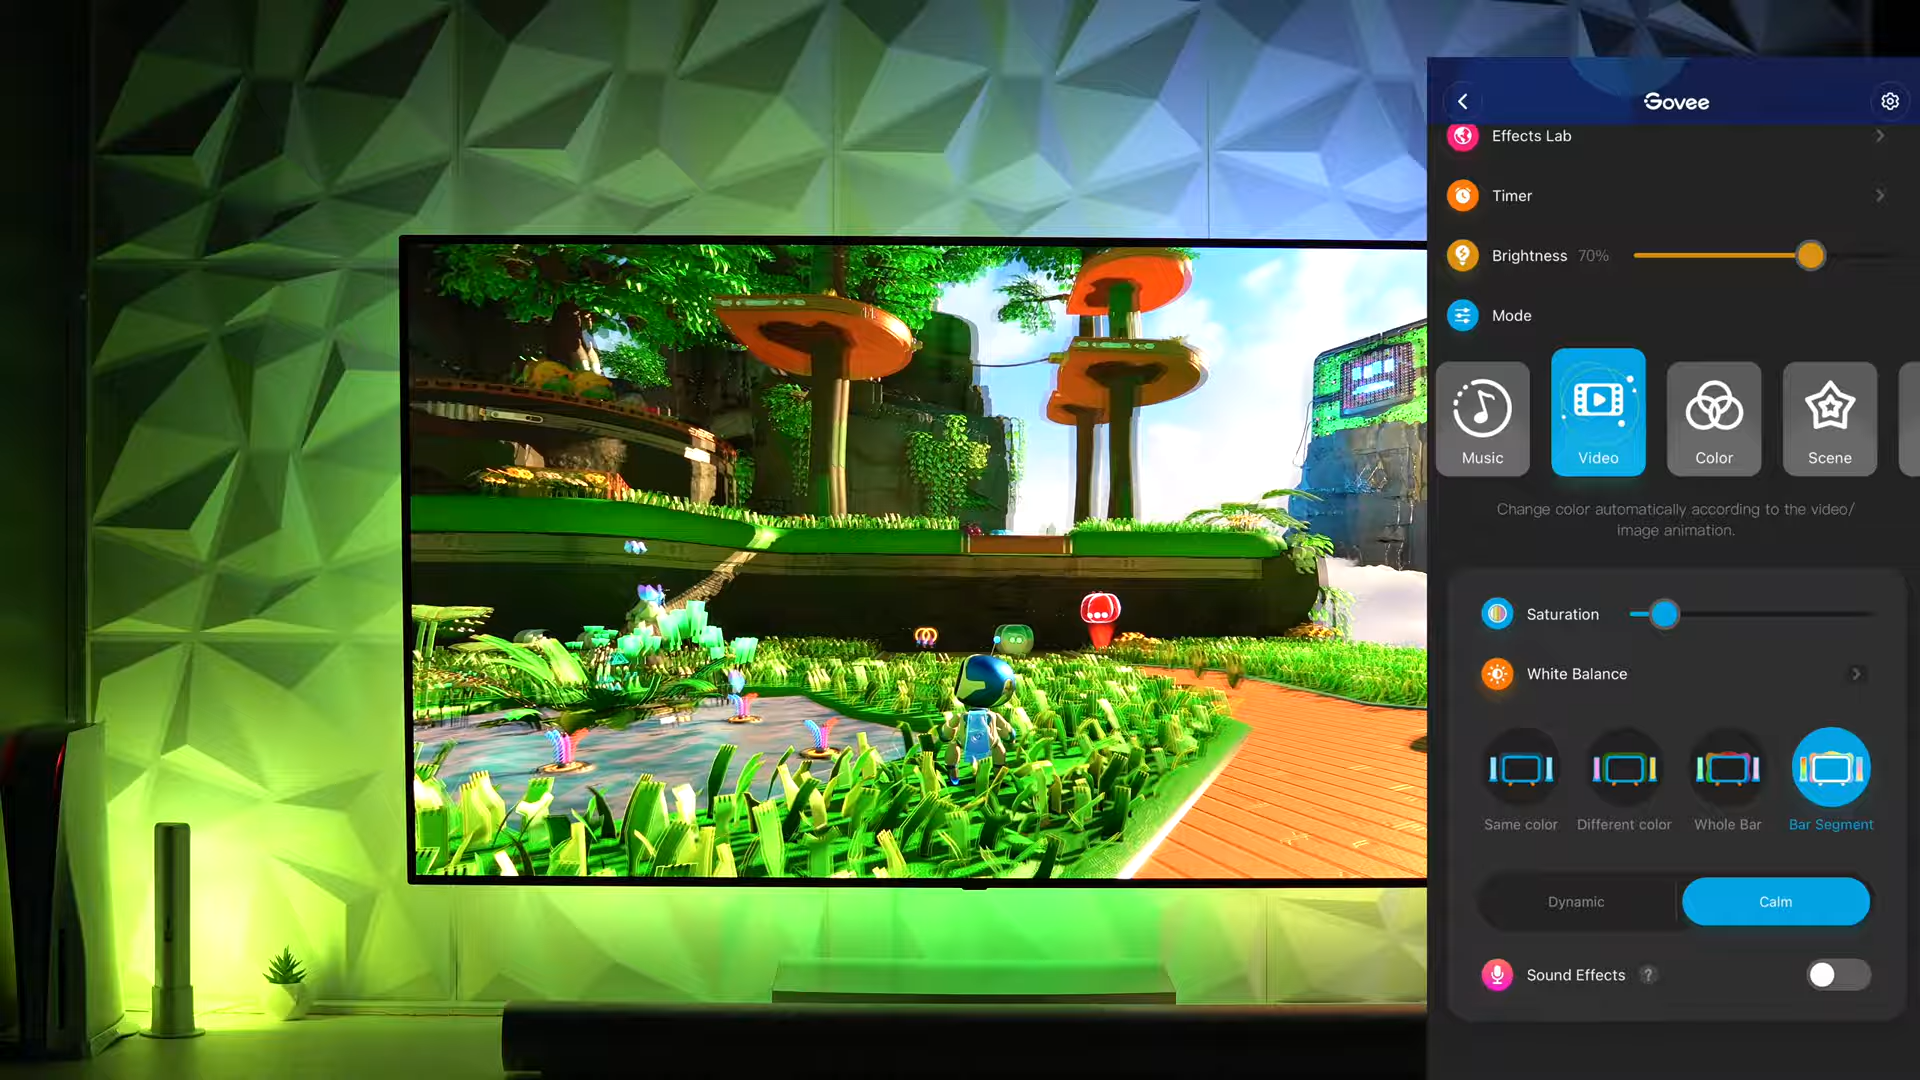 Govee
Effects Lab
Timer
Brightness 70%
Mode
Music
Video
Color
Scene
Change color automatically according to the video/
image animation.
Saturation
White Balance
Same color
Different color
Whole Bar
Bar Segment
Dynamic
Calm
Sound Effects ?